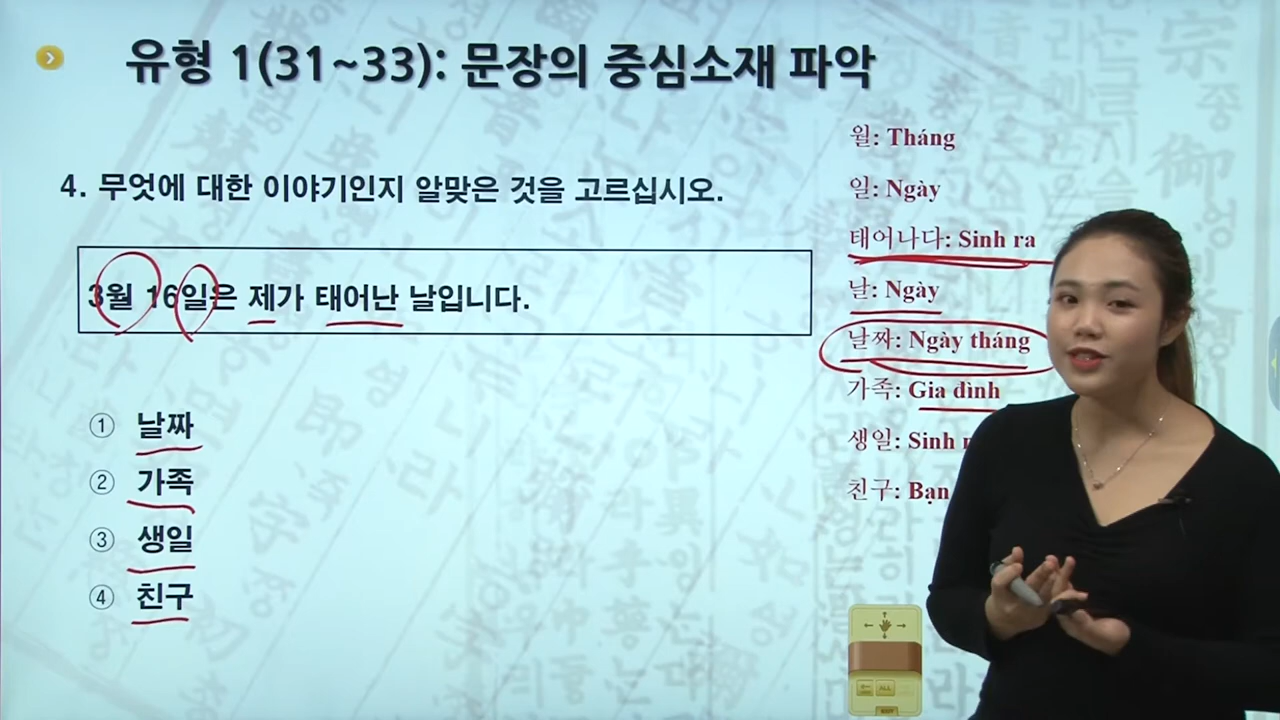 유형 1(31~33): 문장의 중심소재 파악
4. 무엇에 대한 이야기인지 알맞은 것을 고르십시오.
3월 16일은 제가 태어난 날입니다.
① 날짜
② 가족
③ 생일
④ 친구
월: Tháng
일: Ngày
태어나다: Sinh ra
날: Ngày
날짜: Ngày tháng
가족: Gia đình
생일: Sinh
친구: Bạn
ALL